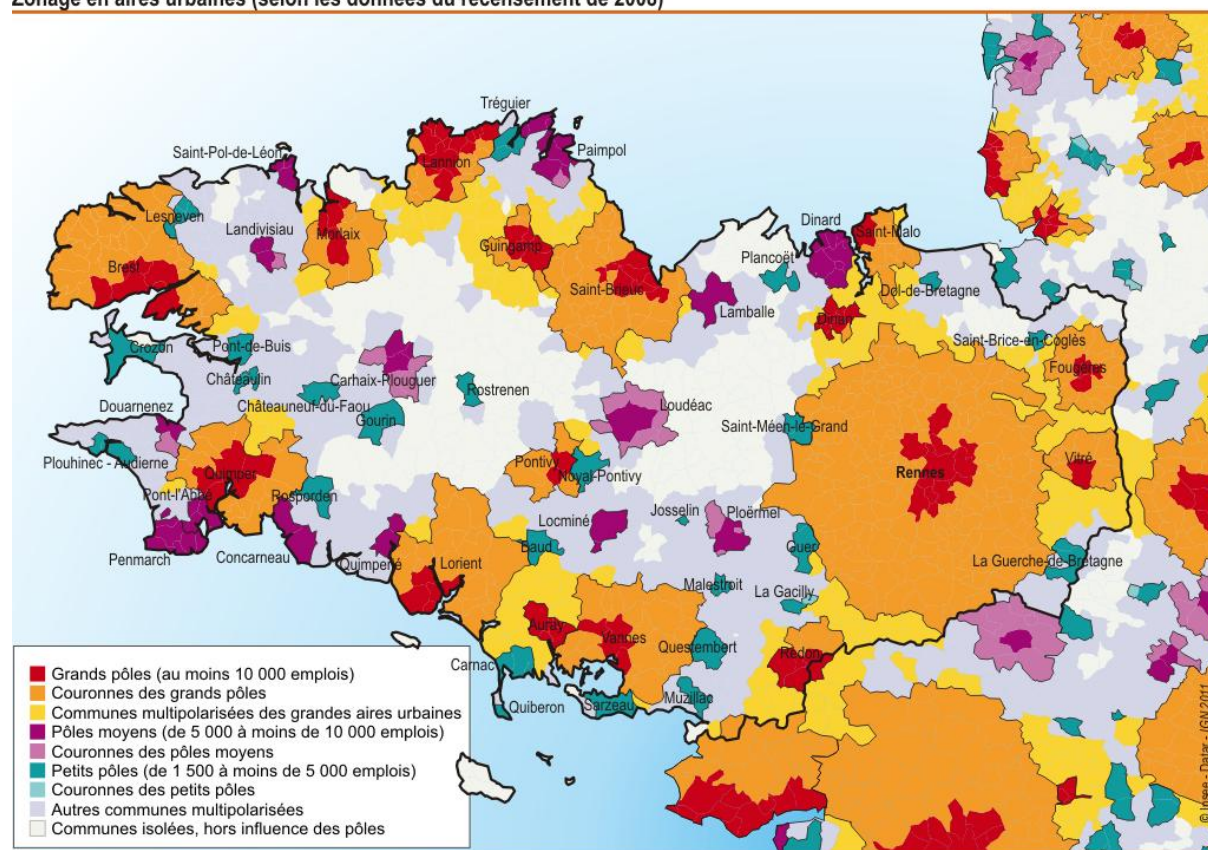 Zonage en aires urbaines (selon les données du recensement de 2008)
Tréguier
Saint-Pol-de-Léon
Paimpol
Lannion
Lesneven
Landivisiau
Morlaix
Guingamp
Dinard
Saint-Malo
Brest
Plancoët
Saint-Brieuc
Dol-de-Bretagne
Lamballe
Dinan
Crozon
Pont-de-Buis
Saint-Brice-en-Coglès
Châteaulin
Carhaix-Plouguer
Rostrenen
Fougères
Douarnenez
Châteauneuf-du-Faou
Loudéac
Gourin
Saint-Méen-le-Grand
Plouhinec - Audierne
Quimper
Pontivy
Noyal-Pontivy
Rennes
Vitré
Pont-l'Abbé
Rosporden
Josselin
Ploërmel
Locminé
Penmarch
Concarneau
Quimperlé
Lorient
Baud
Guer
La Guerche-de-Bretagne
Malestroit
La Gacilly
Auray
Vannes
Questembert
Redon
Carnac
Muzillac
Quiberon
Sarzeau
Grands pôles (au moins 10 000 emplois)
Couronnes des grands pôles
Communes multipolarisées des grandes aires urbaines
Pôles moyens (de 5 000 à moins de 10 000 emplois)
Couronnes des pôles moyens
Petits pôles (de 1 500 à moins de 5 000 emplois)
Couronnes des petits pôles
Autres communes multipolarisées
Communes isolées, hors influence des pôles
© Insee - Datar - IGN 2011